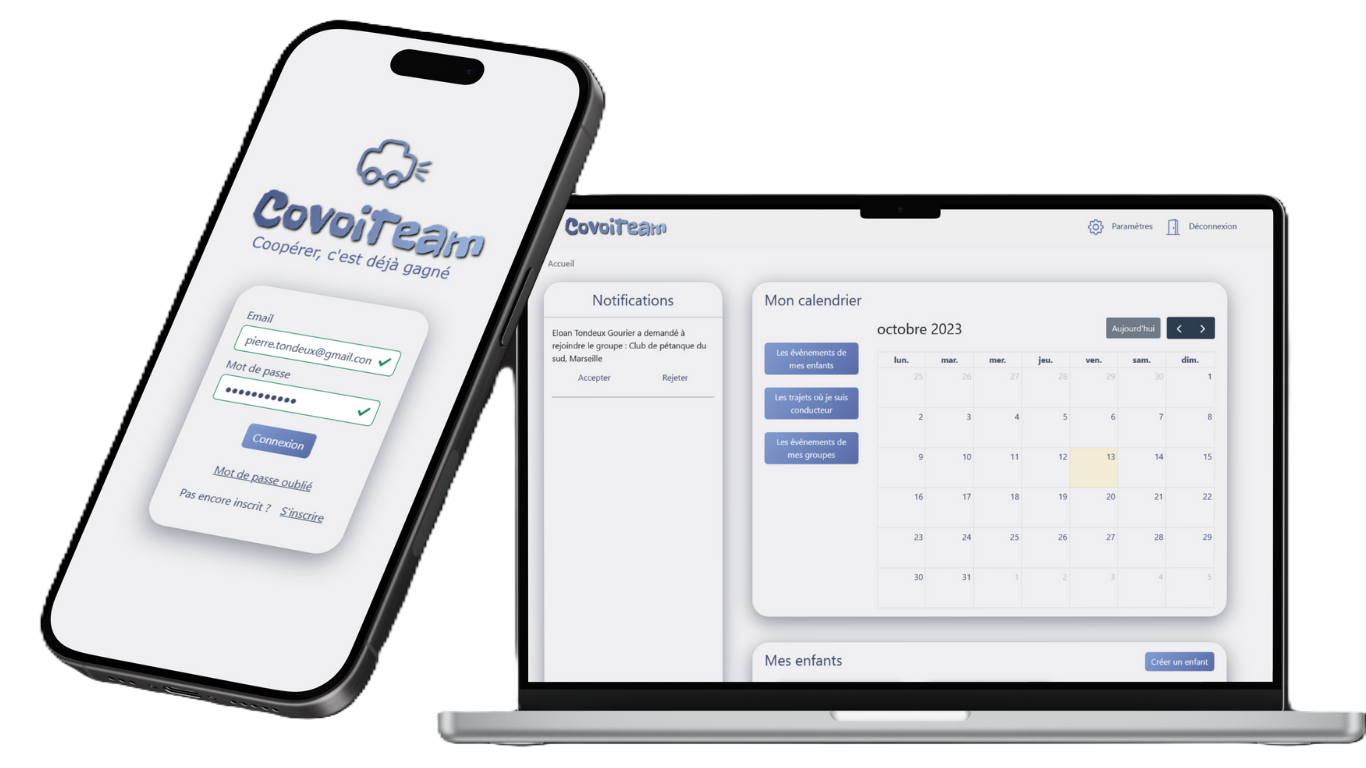 CovoiTeam
Coopérer, c'est déjà gagné
Email
pierre.tondeux@gmail.con
Mot de passe
•••••••••••
Connexion
Mot de passe oublié
Pas encore inscrit ? S'inscrire
CovoiTeam
Paramètres
Déconnexion
Accueil
Notifications
Eloan Tondeux Gourier a demandé à
rejoindre le groupe : Club de pétanque du
sud, Marseille
Accepter Rejeter
Mon calendrier
Les évènements de
mes enfants
Les trajets où je suis
conducteur
Les évènements de
mes groupes
octobre 2023
Aujourd'hui < >
lun. mar. mer. jeu. ven. sam. dim.
25 26 27 28 29 30 1
2 3 4 5 6 7 8
9 10 11 12 13 14 15
16 17 18 19 20 21 22
23 24 25 26 27 28 29
30 31 1 2 3 4 5
Mes enfants
Créer un enfant